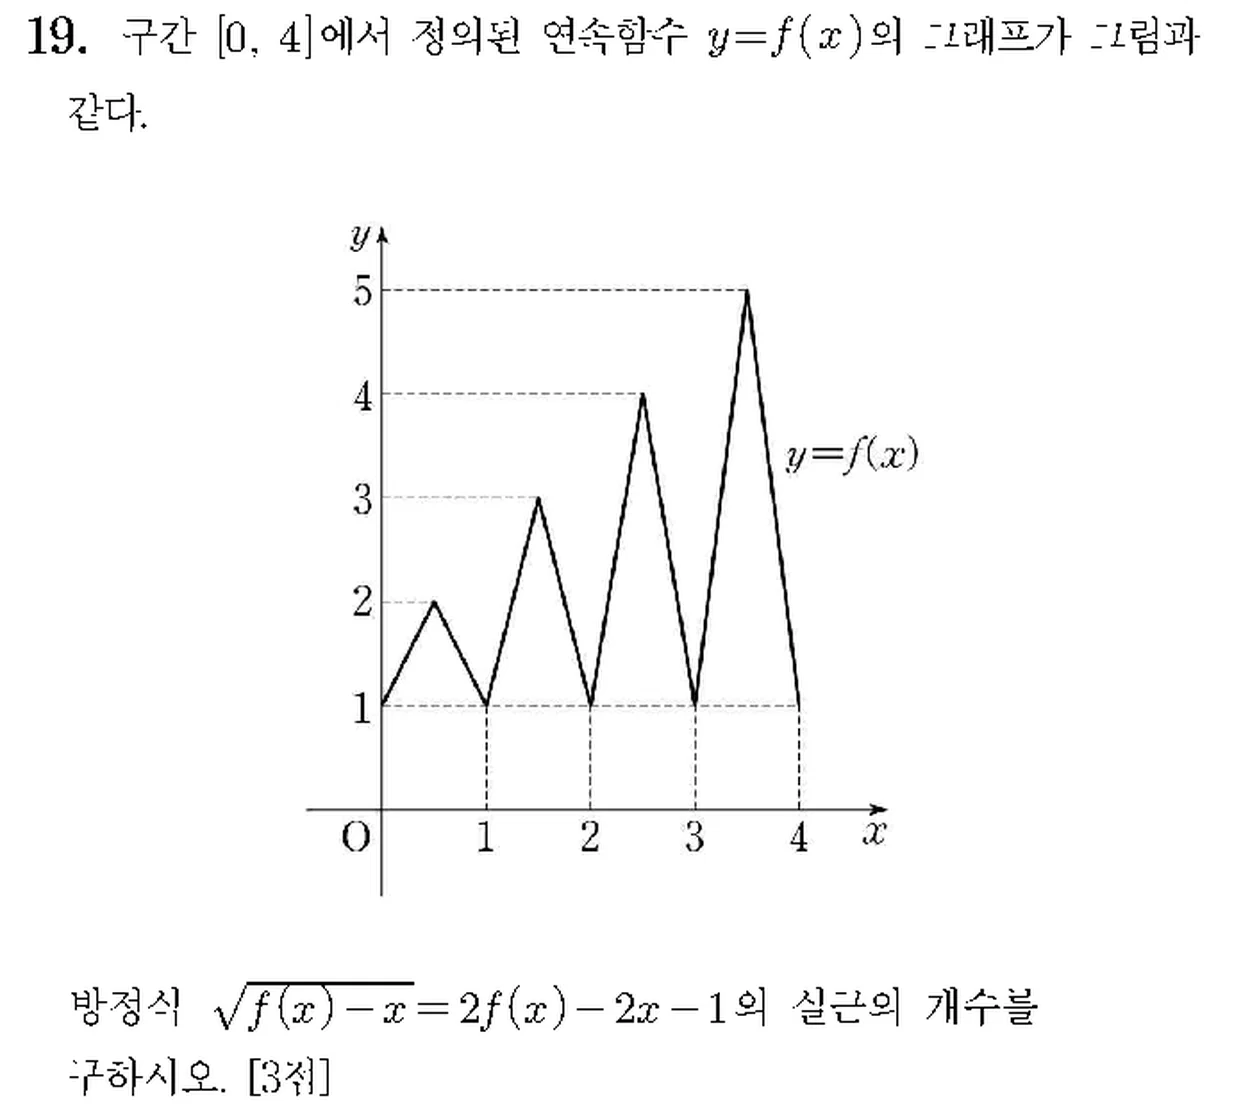 19. 구간 [0, 4]에서 정의된 연속함수 y=f(x)의 그래프가 그림과
같다.
y
5
4
y=f(x)
3
2
1
O 1 2 3 4 x
방정식 √f(x)-x=2f(x)-2x-1의 실근의 개수를
구하시오. [3점]